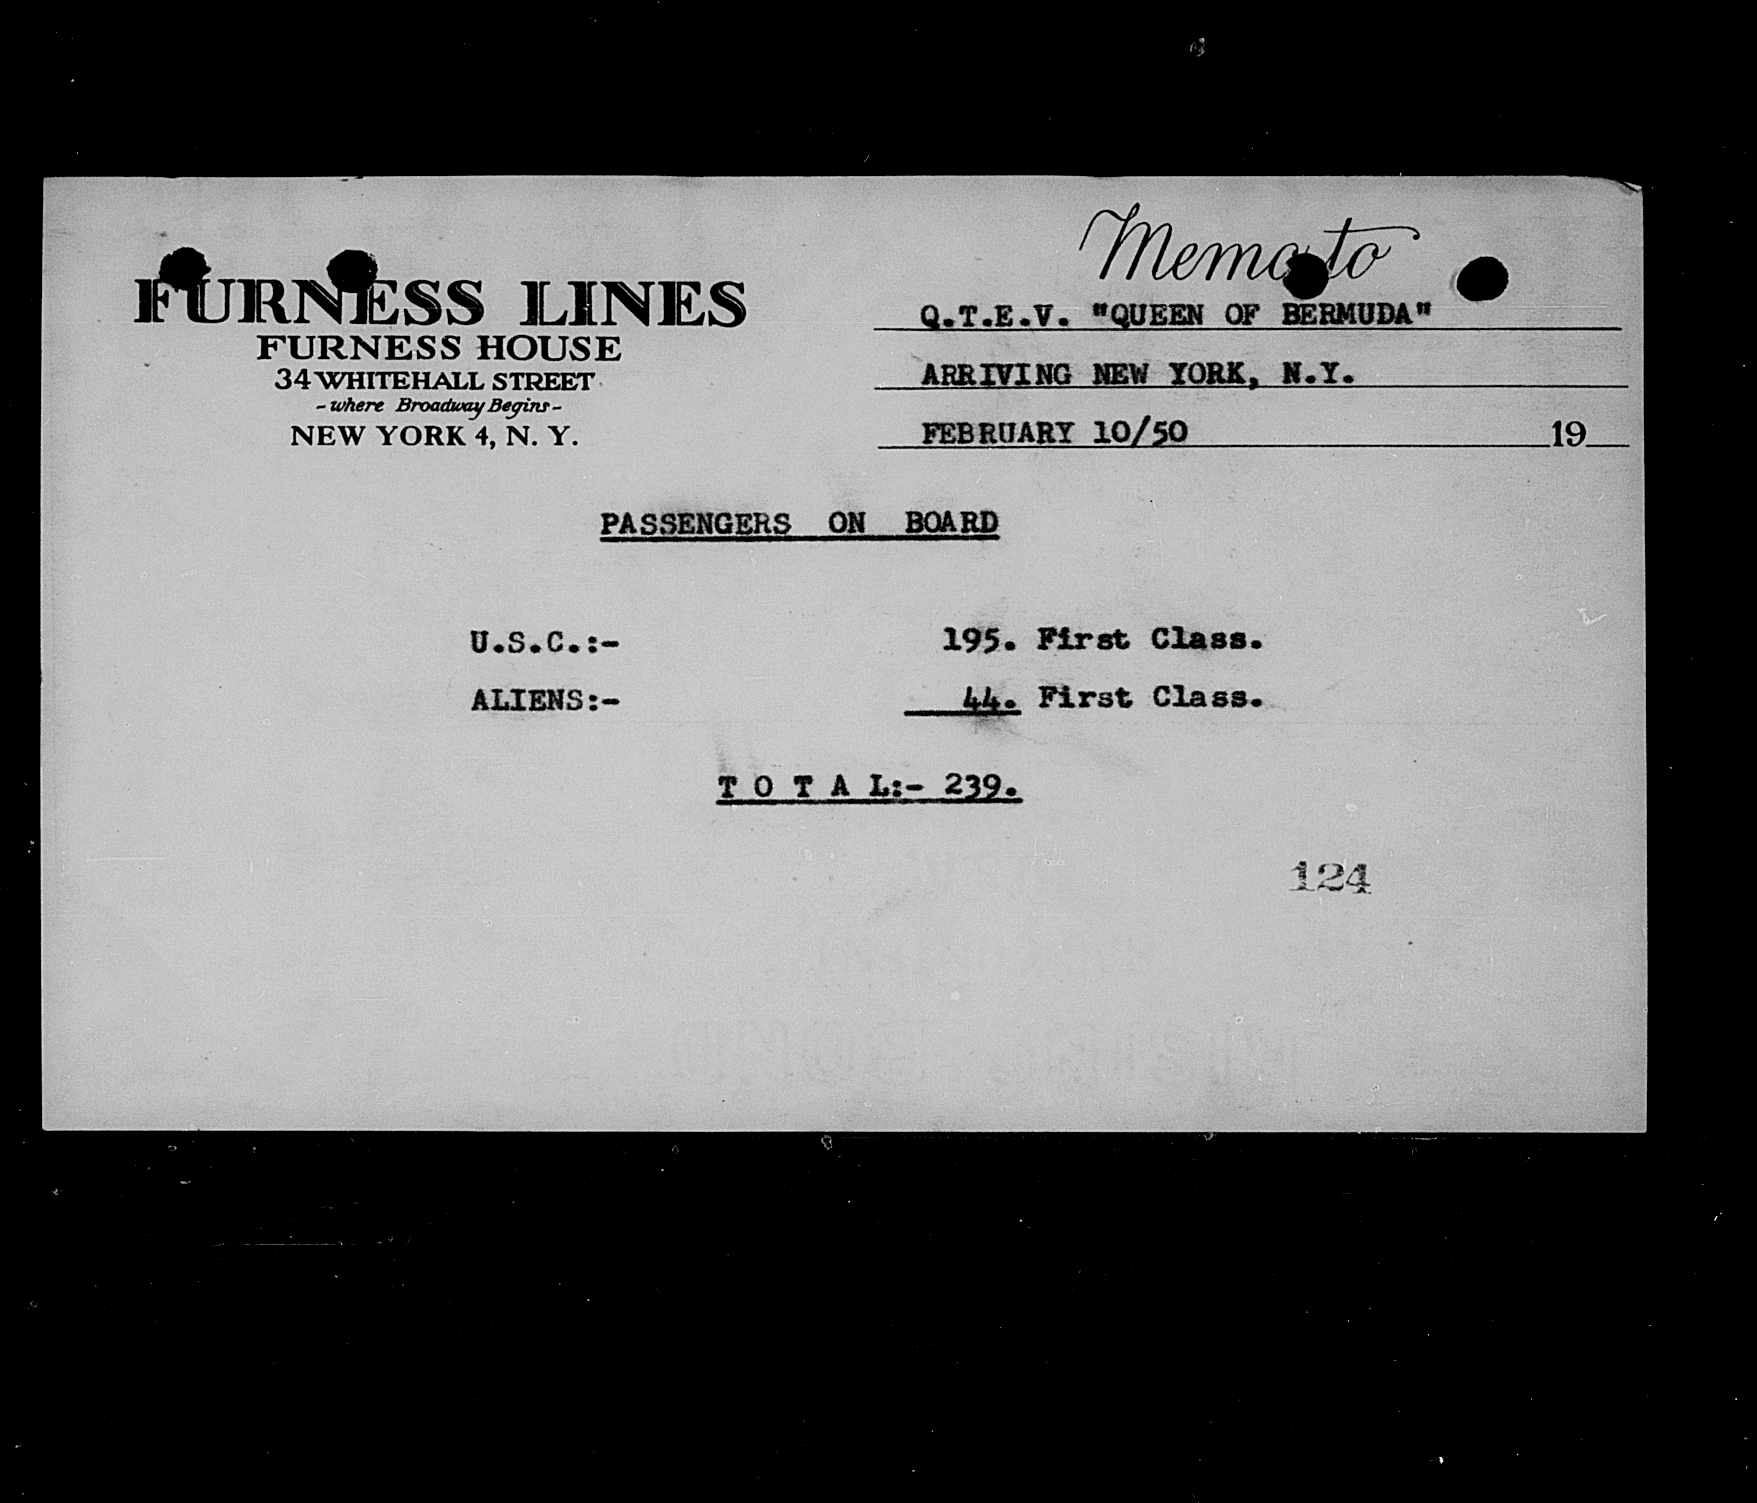 FURNESS LINES
FURNESS HOUSE
34 WHITEHALL STREET
- where Broadway Begins -
NEW YORK 4, N. Y.
Memo to
Q.T.E.V. "QUEEN OF BERMUDA"
ARRIVING NEW YORK, N.Y.
FEBRUARY 10/50 19
PASSENGERS ON BOARD
U.S.C.:- 195. First Class.
ALIENS:- 44. First Class.
T O T A L:- 239.
124